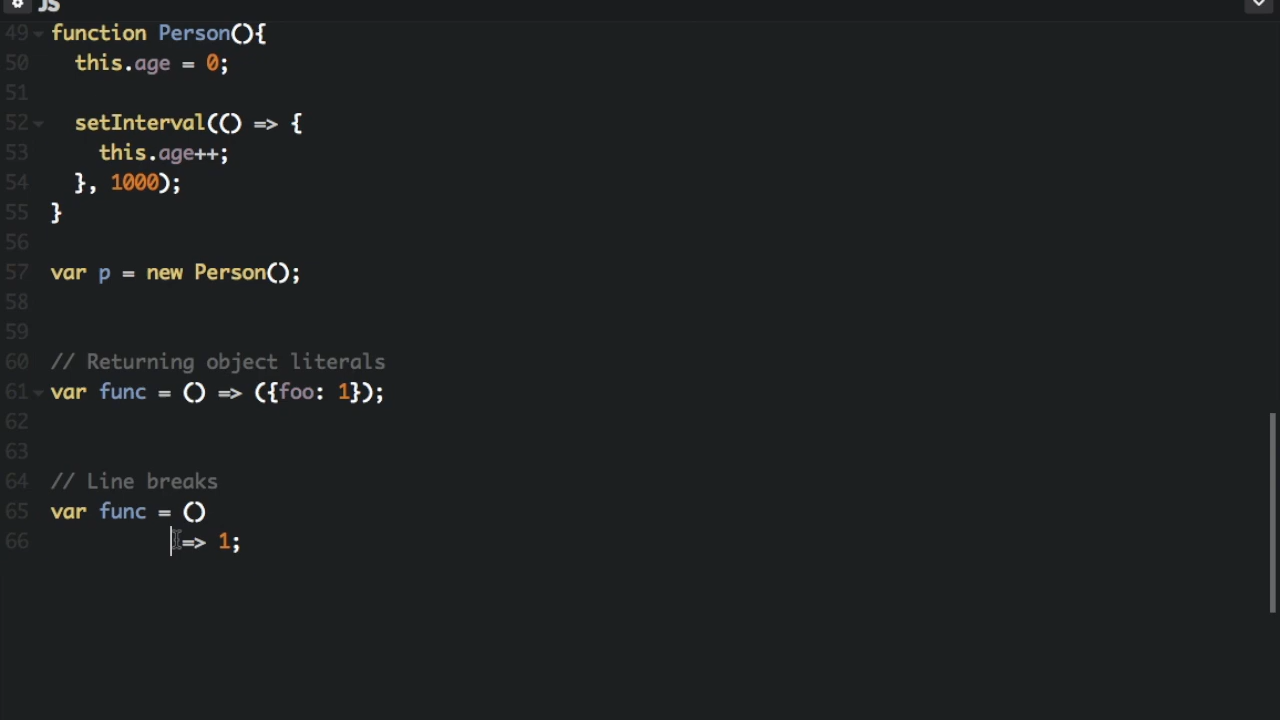 JS
49 function Person(){
50   this.age = 0;
51
52   setInterval(() => {
53     this.age++;
54   }, 1000);
55 }
56
57 var p = new Person();
58
59
60 // Returning object literals
61 var func = () => ({foo: 1});
62
63
64 // Line breaks
65 var func = ()
66           => 1;